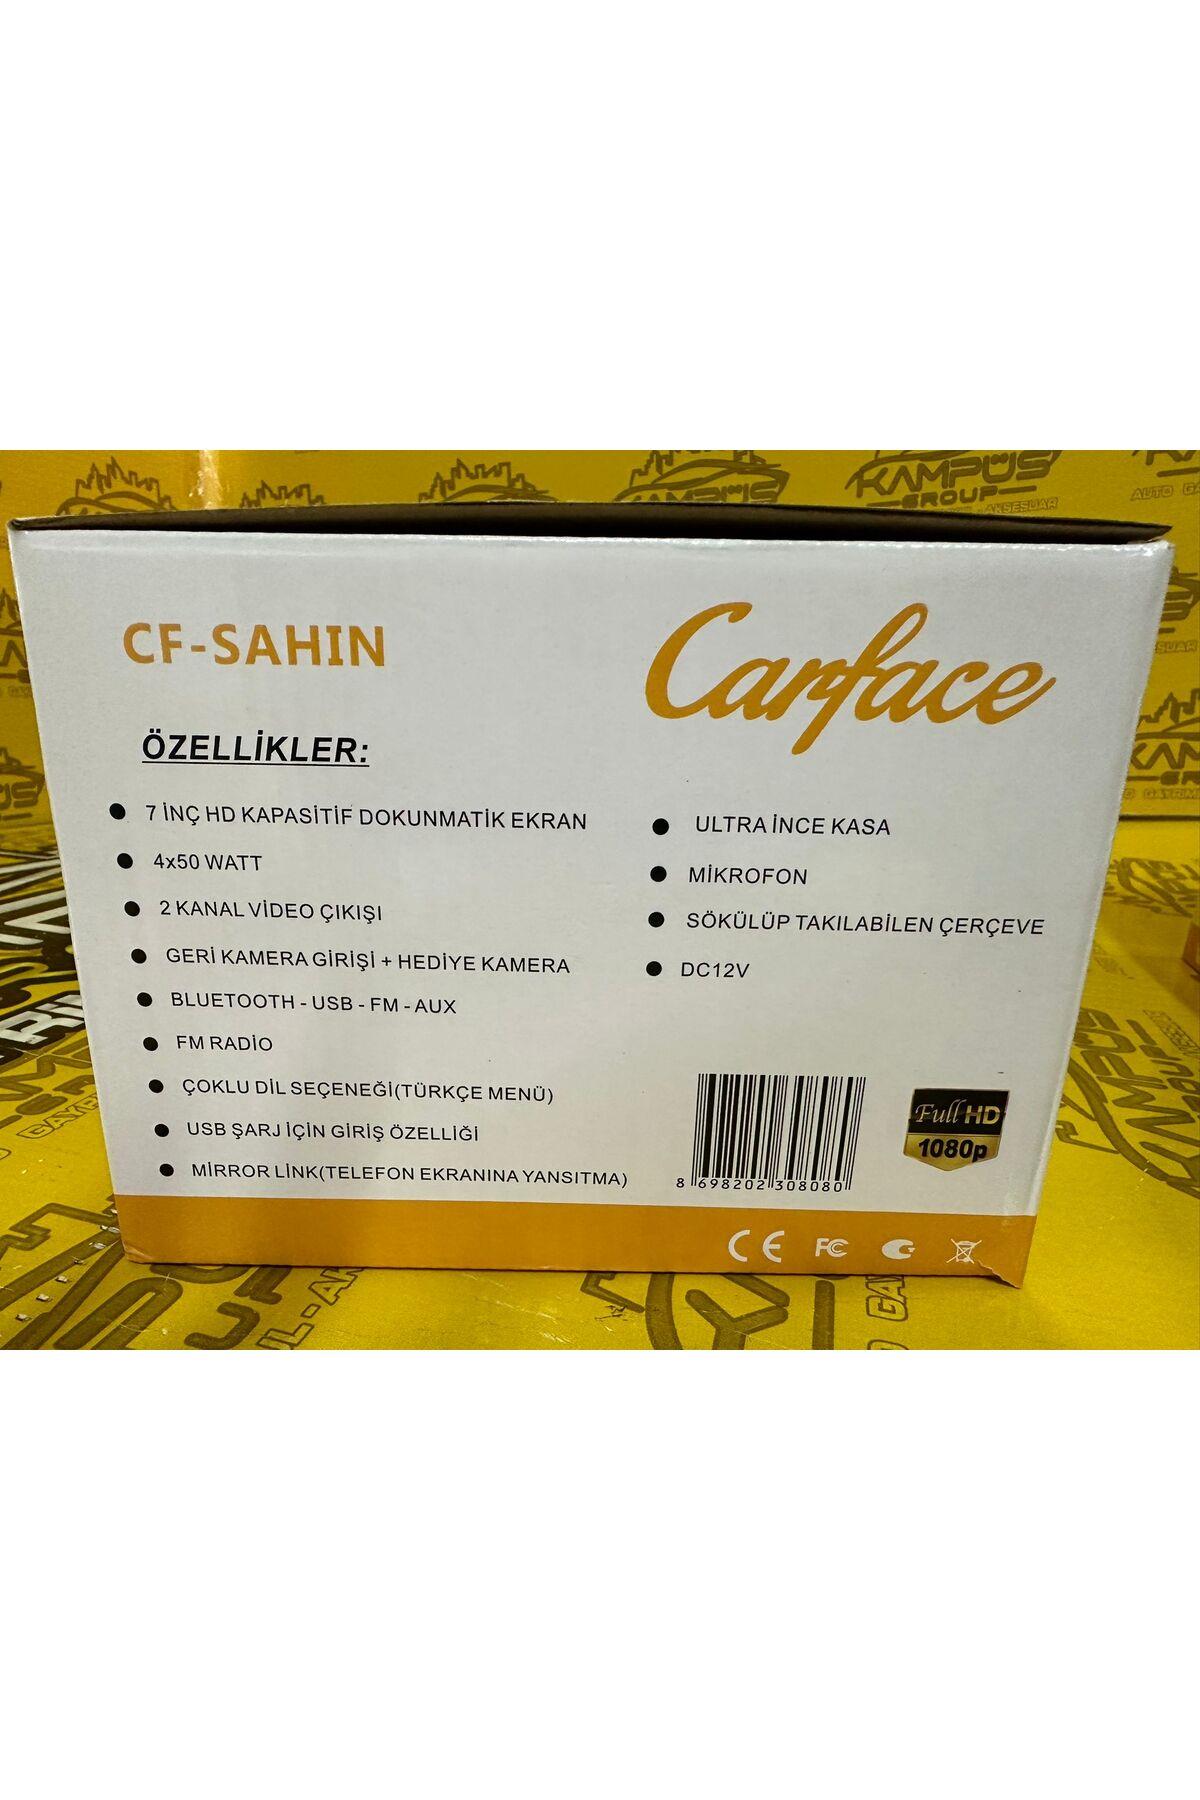 KAMPÜS
GROUP
AKSESUAR
CF-SAHIN
Carface
ÖZELLİKLER:
7 İNÇ HD KAPASİTİF DOKUNMATİK EKRAN
4x50 WATT
2 KANAL VİDEO ÇIKIŞI
GERİ KAMERA GİRİŞİ + HEDİYE KAMERA
BLUETOOTH - USB - FM - AUX
FM RADİO
ÇOKLU DİL SEÇENEĞİ(TÜRKÇE MENÜ)
USB ŞARJ İÇİN GİRİŞ ÖZELLİĞİ
MİRROR LİNK(TELEFON EKRANINA YANSITMA)
ULTRA İNCE KASA
MİKROFON
SÖKÜLÜP TAKILABİLEN ÇERÇEVE
DC12V
8 698202 308080
Full HD
1080p
CE FC